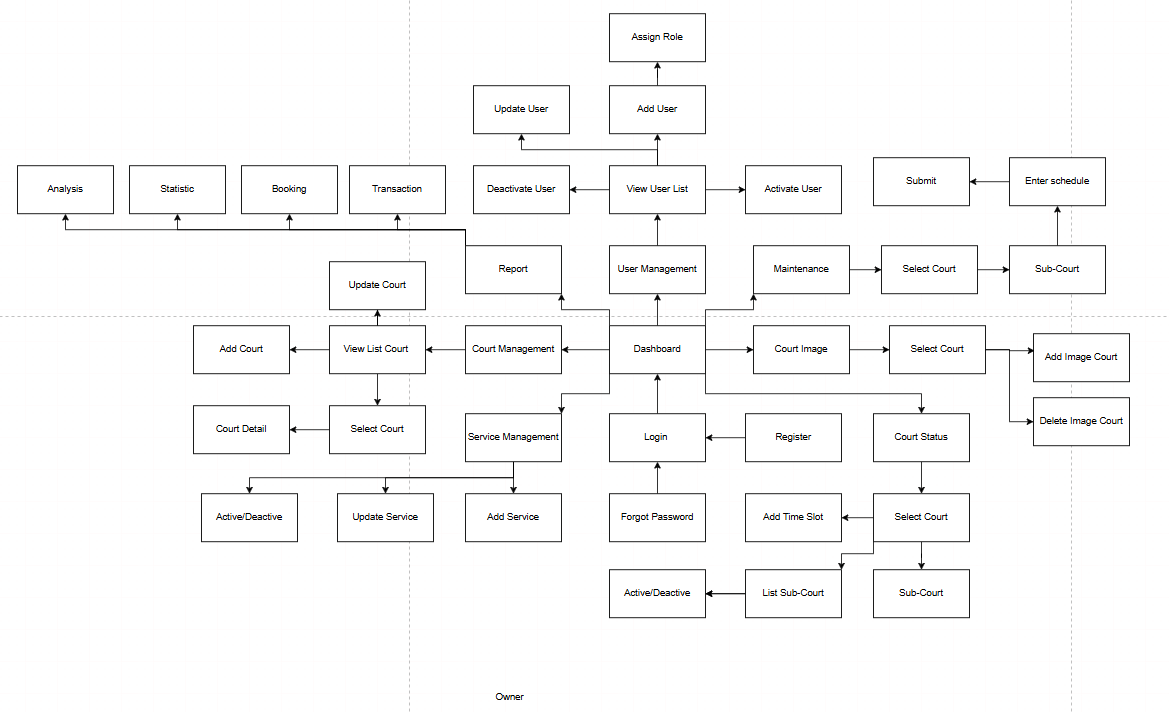 Assign Role
Update User
Add User
Analysis
Statistic
Booking
Transaction
Deactivate User
View User List
Activate User
Submit
Enter schedule
Report
User Management
Maintenance
Select Court
Sub-Court
Update Court
Add Court
View List Court
Court Management
Dashboard
Court Image
Select Court
Add Image Court
Court Detail
Select Court
Service Management
Login
Register
Court Status
Delete Image Court
Active/Deactive
Update Service
Add Service
Forgot Password
Add Time Slot
Select Court
Active/Deactive
List Sub-Court
Sub-Court
Owner